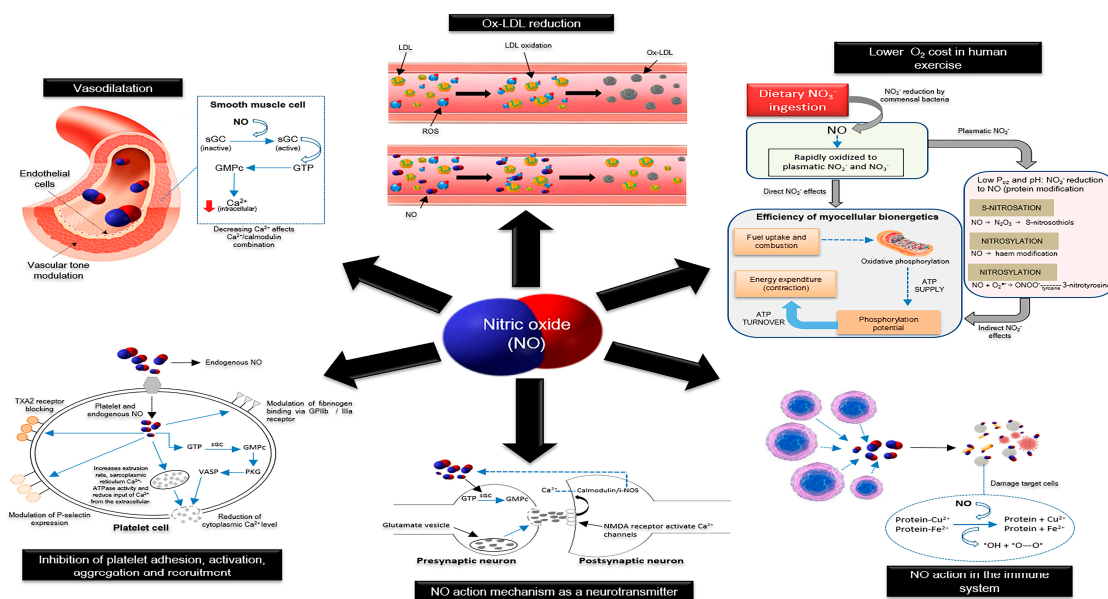 Ox-LDL reduction
LDL
LDL oxidation
Ox-LDL
ROS
NO
Vasodilatation
Smooth muscle cell
NO
sGC
(inactive)
sGC
(active)
GMPc
GTP
Ca²⁺
(intracellular)
Decreasing Ca²⁺ affects
Ca²⁺/calmodulin
combination
Endothelial
cells
Vascular tone
modulation
Lower O₂ cost in human
exercise
Dietary NO₃⁻
ingestion
NO₃⁻ reduction by
commensal bacteria
NO
Rapidly oxidized to
plasmatic NO₂⁻ and NO₃⁻
Plasmatic NO₂⁻
Direct NO₂⁻ effects
Low P₀₂ and pH: NO₂⁻ reduction
to NO (protein modification
S-NITROSATION
NO → N₂O₃ → S-nitrosothiols
NITROSYLATION
NO → haem modification
NITROSYLATION
NO + O₂•⁻→ ONOO⁻ tyrosine 3-nitrotyrosine
Efficiency of myocellular bionergetics
Fuel uptake and
combustion
Oxidative phosphorylation
Energy expenditure
(contraction)
ATP
SUPPLY
ATP
TURNOVER
Phosphorylation
potential
Indirect NO₂⁻
effects
Nitric oxide
(NO)
Endogenous NO
TXA2 receptor
blocking
Platelet and
endogenous NO
Modulation of fibrinogen
binding via GPIIb / IIIa
receptor
GTP
sGC
GMPc
VASP
PKG
Increases extrusion
rate, sarcoplasmic
reticulum Ca²⁺-
ATPase activity and
reduce input of Ca²⁺
from the extracellular.
Modulation of P-selectin
expression
Platelet cell
Reduction of
cytoplasmic Ca²⁺ level
Inhibition of platelet adhesion, activation,
aggregation and recruitment
GTP
sGC
GMPc
Ca²⁺
Calmodulin/i-NOS
Glutamate vesicle
NMDA receptor activate Ca²⁺
channels
Presynaptic neuron
Postsynaptic neuron
NO action mechanism as a neurotransmitter
Damage target cells
NO
Protein-Cu²⁺
Protein-Fe²⁺
Protein + Cu²⁺
Protein + Fe²⁺
•OH + •O—O•
NO action in the immune
system